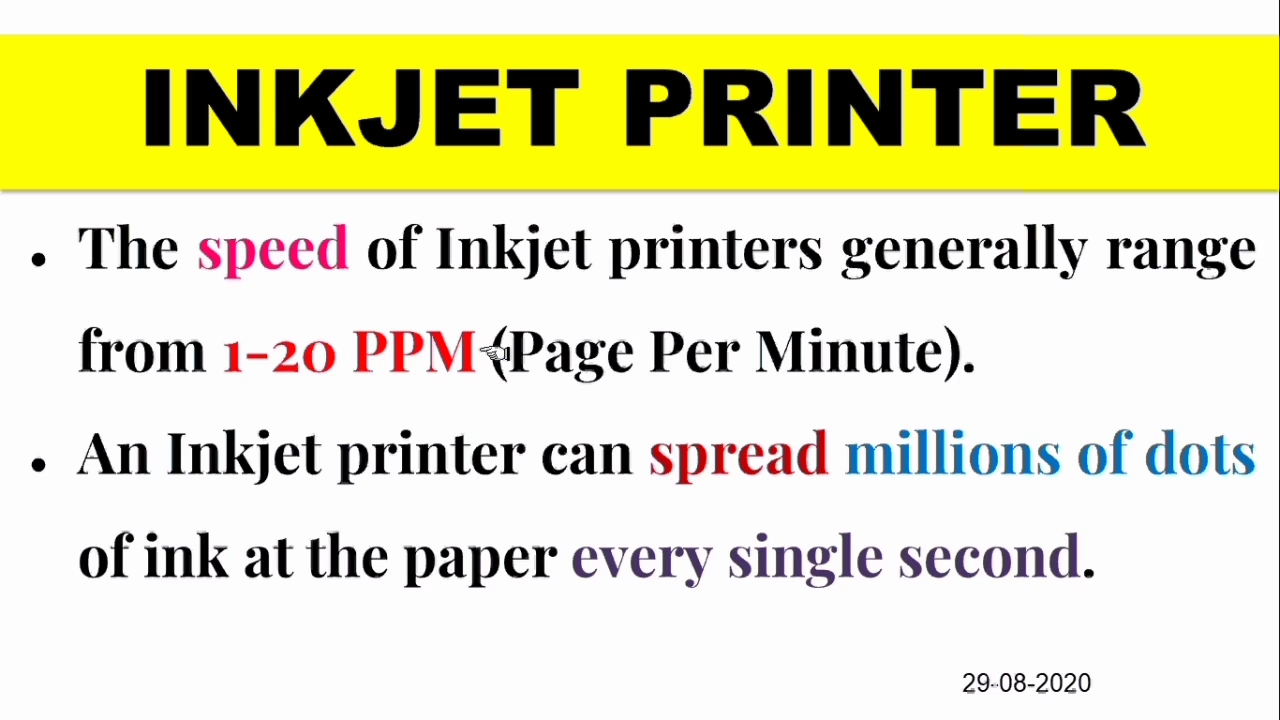 INKJET PRINTER
• The speed of Inkjet printers generally range
from 1-20 PPM (Page Per Minute).
• An Inkjet printer can spread millions of dots
of ink at the paper every single second.
29-08-2020